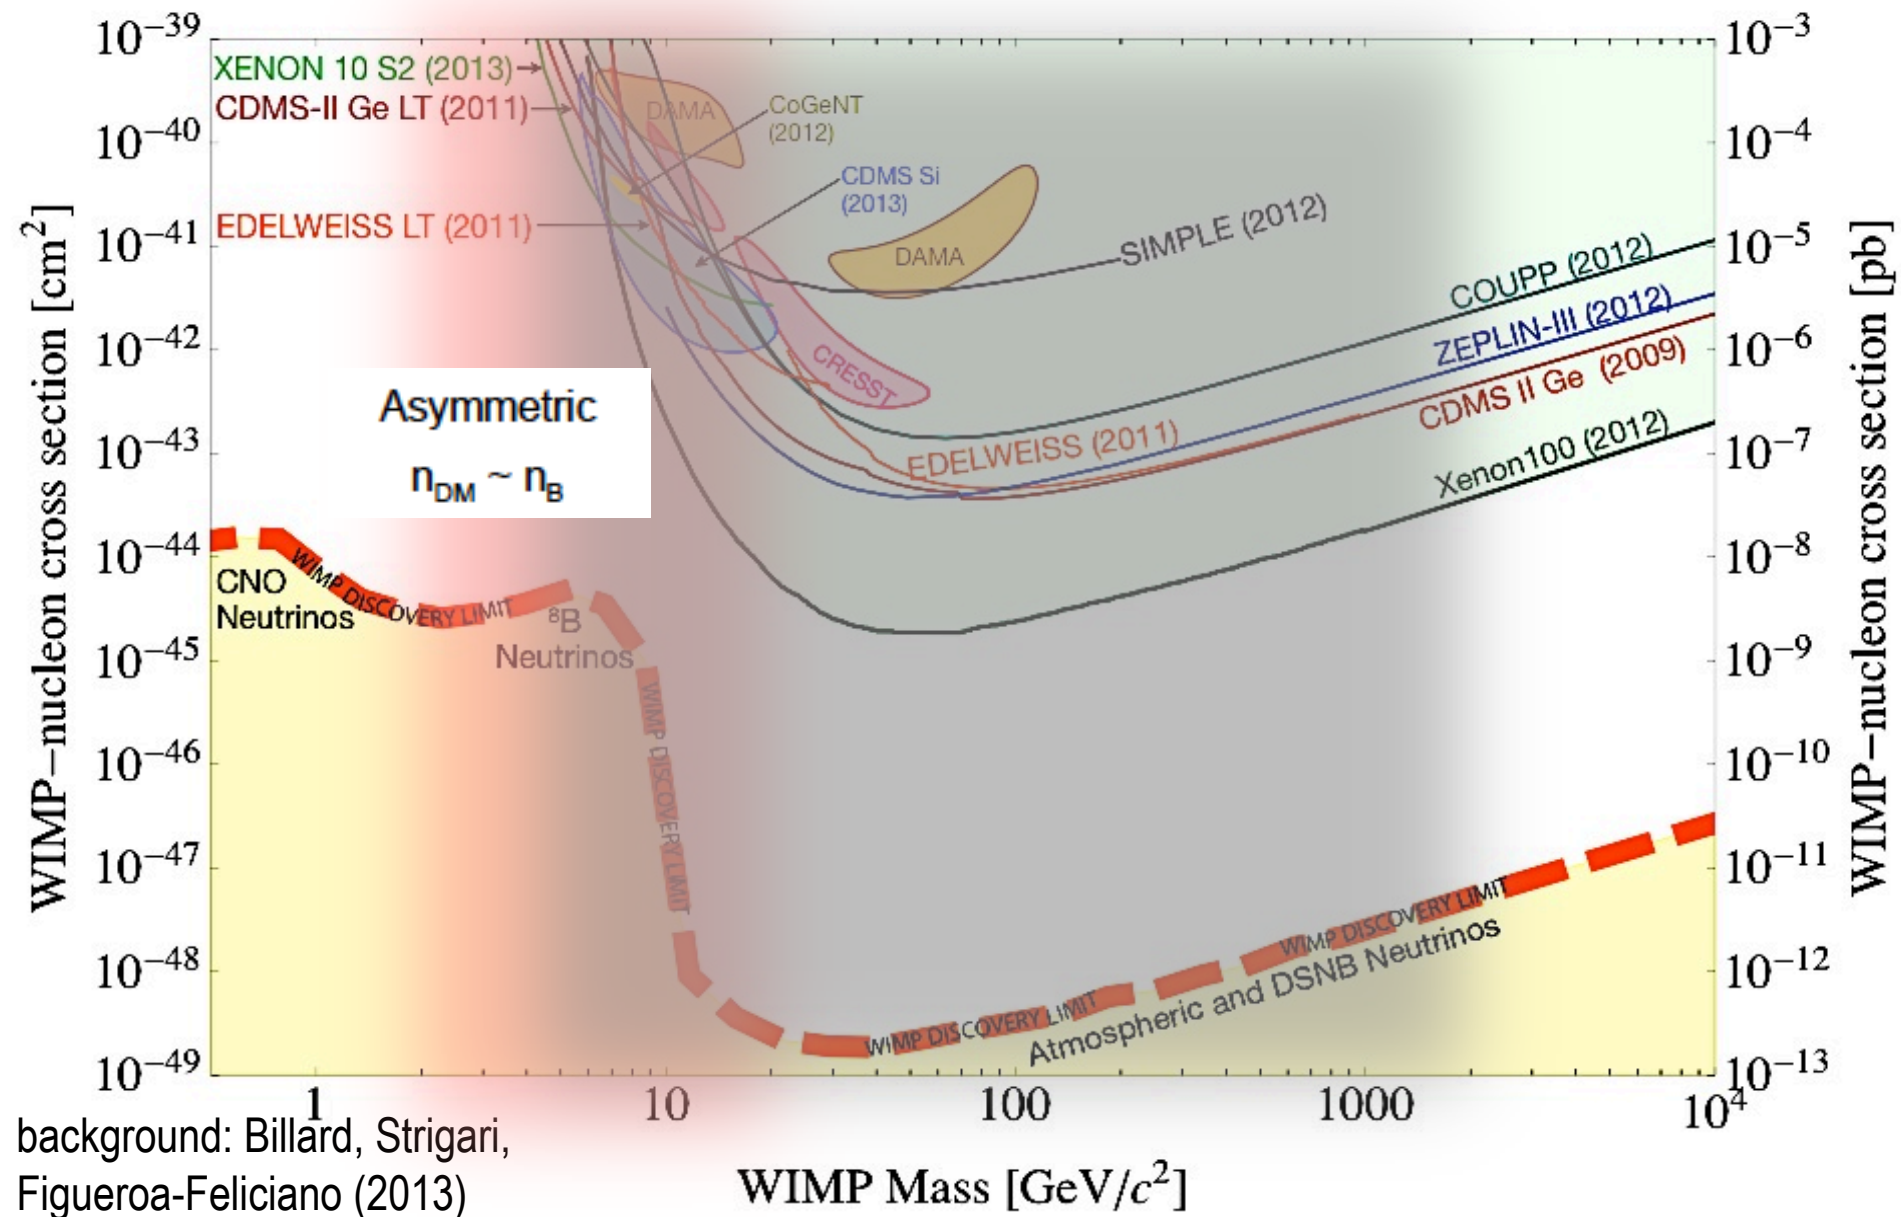 10⁻³⁹
10⁻⁴⁰
10⁻⁴¹
10⁻⁴²
10⁻⁴³
10⁻⁴⁴
10⁻⁴⁵
10⁻⁴⁶
10⁻⁴⁷
10⁻⁴⁸
10⁻⁴⁹
WIMP–nucleon cross section [cm²]
XENON 10 S2 (2013)
CDMS-II Ge LT (2011)
EDELWEISS LT (2011)
DAMA
CoGeNT
(2012)
CDMS Si
(2013)
DAMA
SIMPLE (2012)
COUPP (2012)
ZEPLIN-III (2012)
CRESST
CDMS II Ge (2009)
EDELWEISS (2011)
Xenon100 (2012)
Asymmetric
n_DM ~ n_B
WIMP DISCOVERY LIMIT
CNO
Neutrinos
⁸B
Neutrinos
WIMP DISCOVERY LIMIT
WIMP DISCOVERY LIMIT
WIMP DISCOVERY LIMIT
Atmospheric and DSNB Neutrinos
10⁻³
10⁻⁴
10⁻⁵
10⁻⁶
10⁻⁷
10⁻⁸
10⁻⁹
10⁻¹⁰
10⁻¹¹
10⁻¹²
10⁻¹³
WIMP–nucleon cross section [pb]
1
10
100
1000
10⁴
WIMP Mass [GeV/c²]
background: Billard, Strigari,
Figueroa-Feliciano (2013)